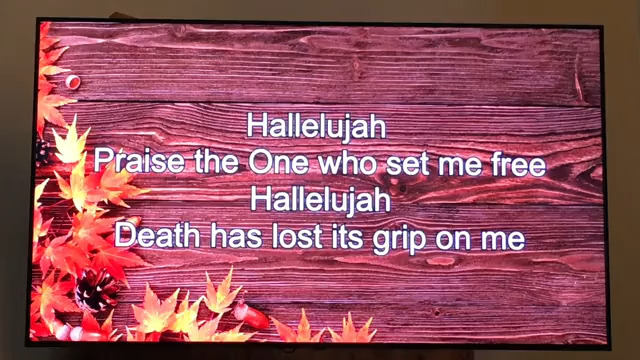 Hallelujah
Praise the One who set me free
Hallelujah
Death has lost its grip on me